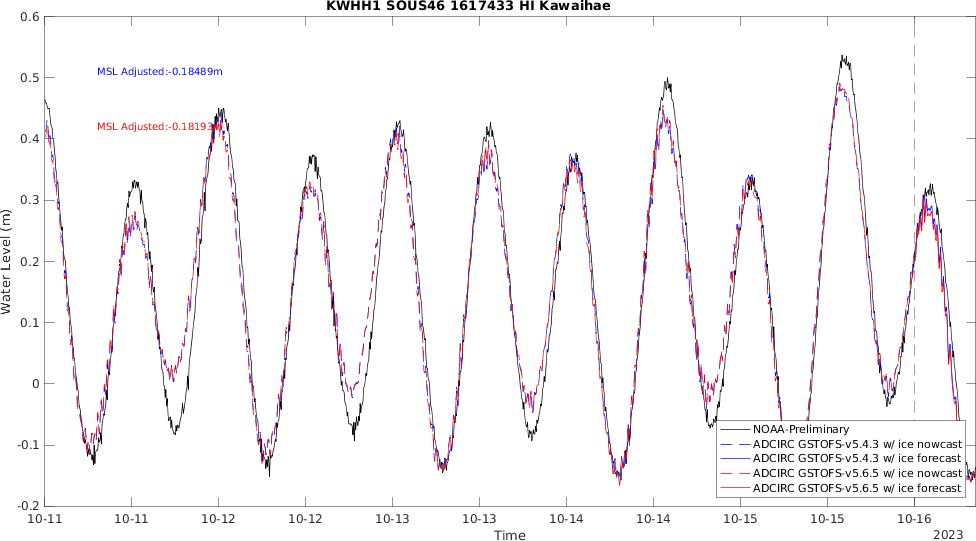 KWHH1 SOUS46 1617433 HI Kawaihae
0.6
0.5
0.4
0.3
0.2
0.1
0
-0.1
-0.2
Water Level (m)
MSL Adjusted:-0.18489m
MSL Adjusted:-0.18193m
NOAA-Preliminary
ADCIRC GSTOFS-v5.4.3 w/ ice nowcast
ADCIRC GSTOFS-v5.4.3 w/ ice forecast
ADCIRC GSTOFS-v5.6.5 w/ ice nowcast
ADCIRC GSTOFS-v5.6.5 w/ ice forecast
10-11 10-11 10-12 10-12 10-13 10-13 10-14 10-14 10-15 10-15 10-16
Time
2023